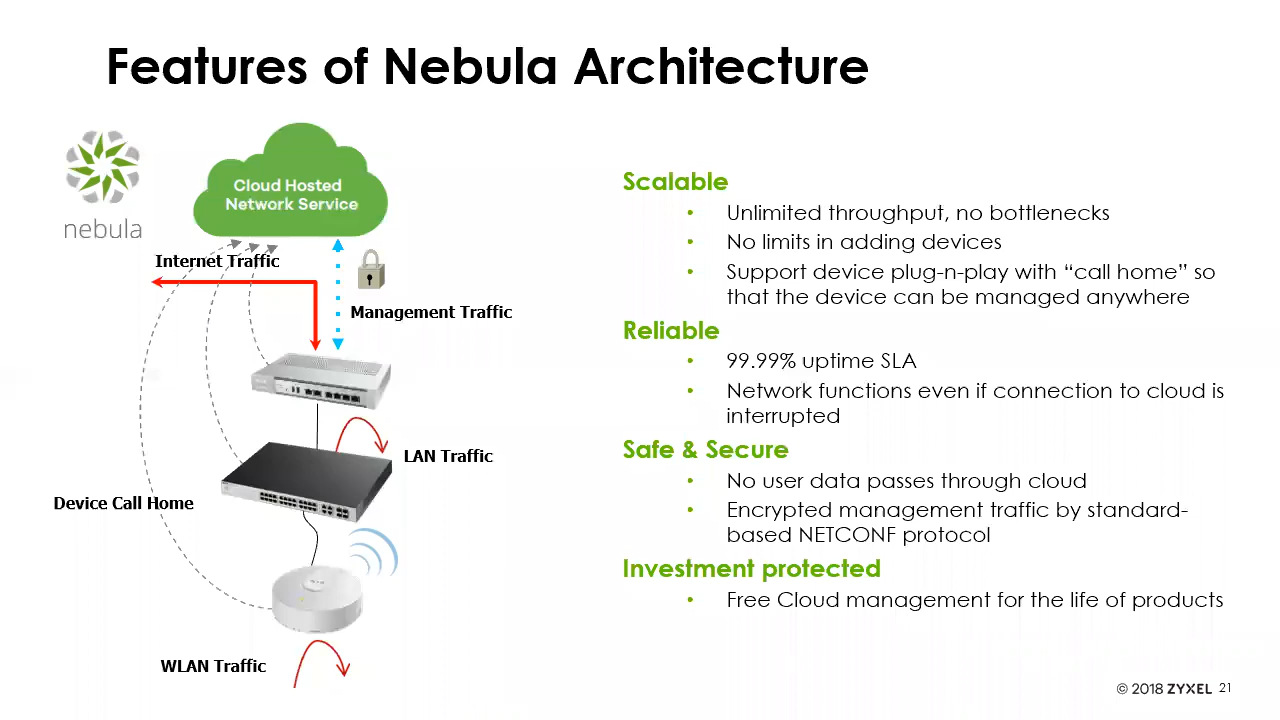 Features of Nebula Architecture
nebula
Cloud Hosted
Network Service
Internet Traffic
Management Traffic
LAN Traffic
Device Call Home
WLAN Traffic
Scalable
• Unlimited throughput, no bottlenecks
• No limits in adding devices
• Support device plug-n-play with “call home” so
that the device can be managed anywhere
Reliable
• 99.99% uptime SLA
• Network functions even if connection to cloud is
interrupted
Safe & Secure
• No user data passes through cloud
• Encrypted management traffic by standard-
based NETCONF protocol
Investment protected
• Free Cloud management for the life of products
© 2018 ZYXEL 21